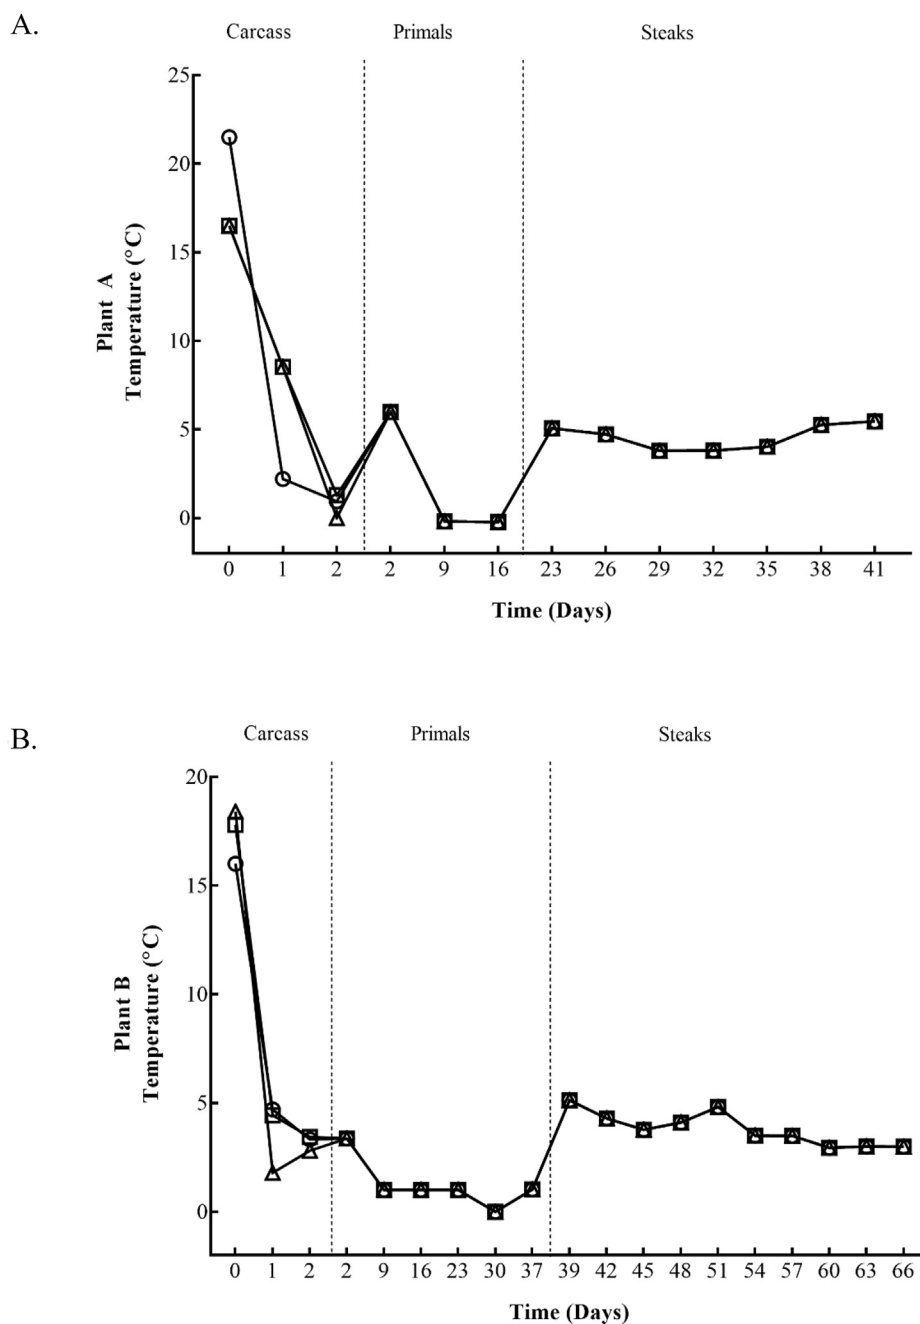 A.
Carcass Primals Steaks
25
20
15
10
5
0
Plant A
Temperature (°C)
0 1 2 2 9 16 23 26 29 32 35 38 41
Time (Days)
B.
Carcass Primals Steaks
20
15
10
5
0
Plant B
Temperature (°C)
0 1 2 2 9 16 23 30 37 39 42 45 48 51 54 57 60 63 66
Time (Days)